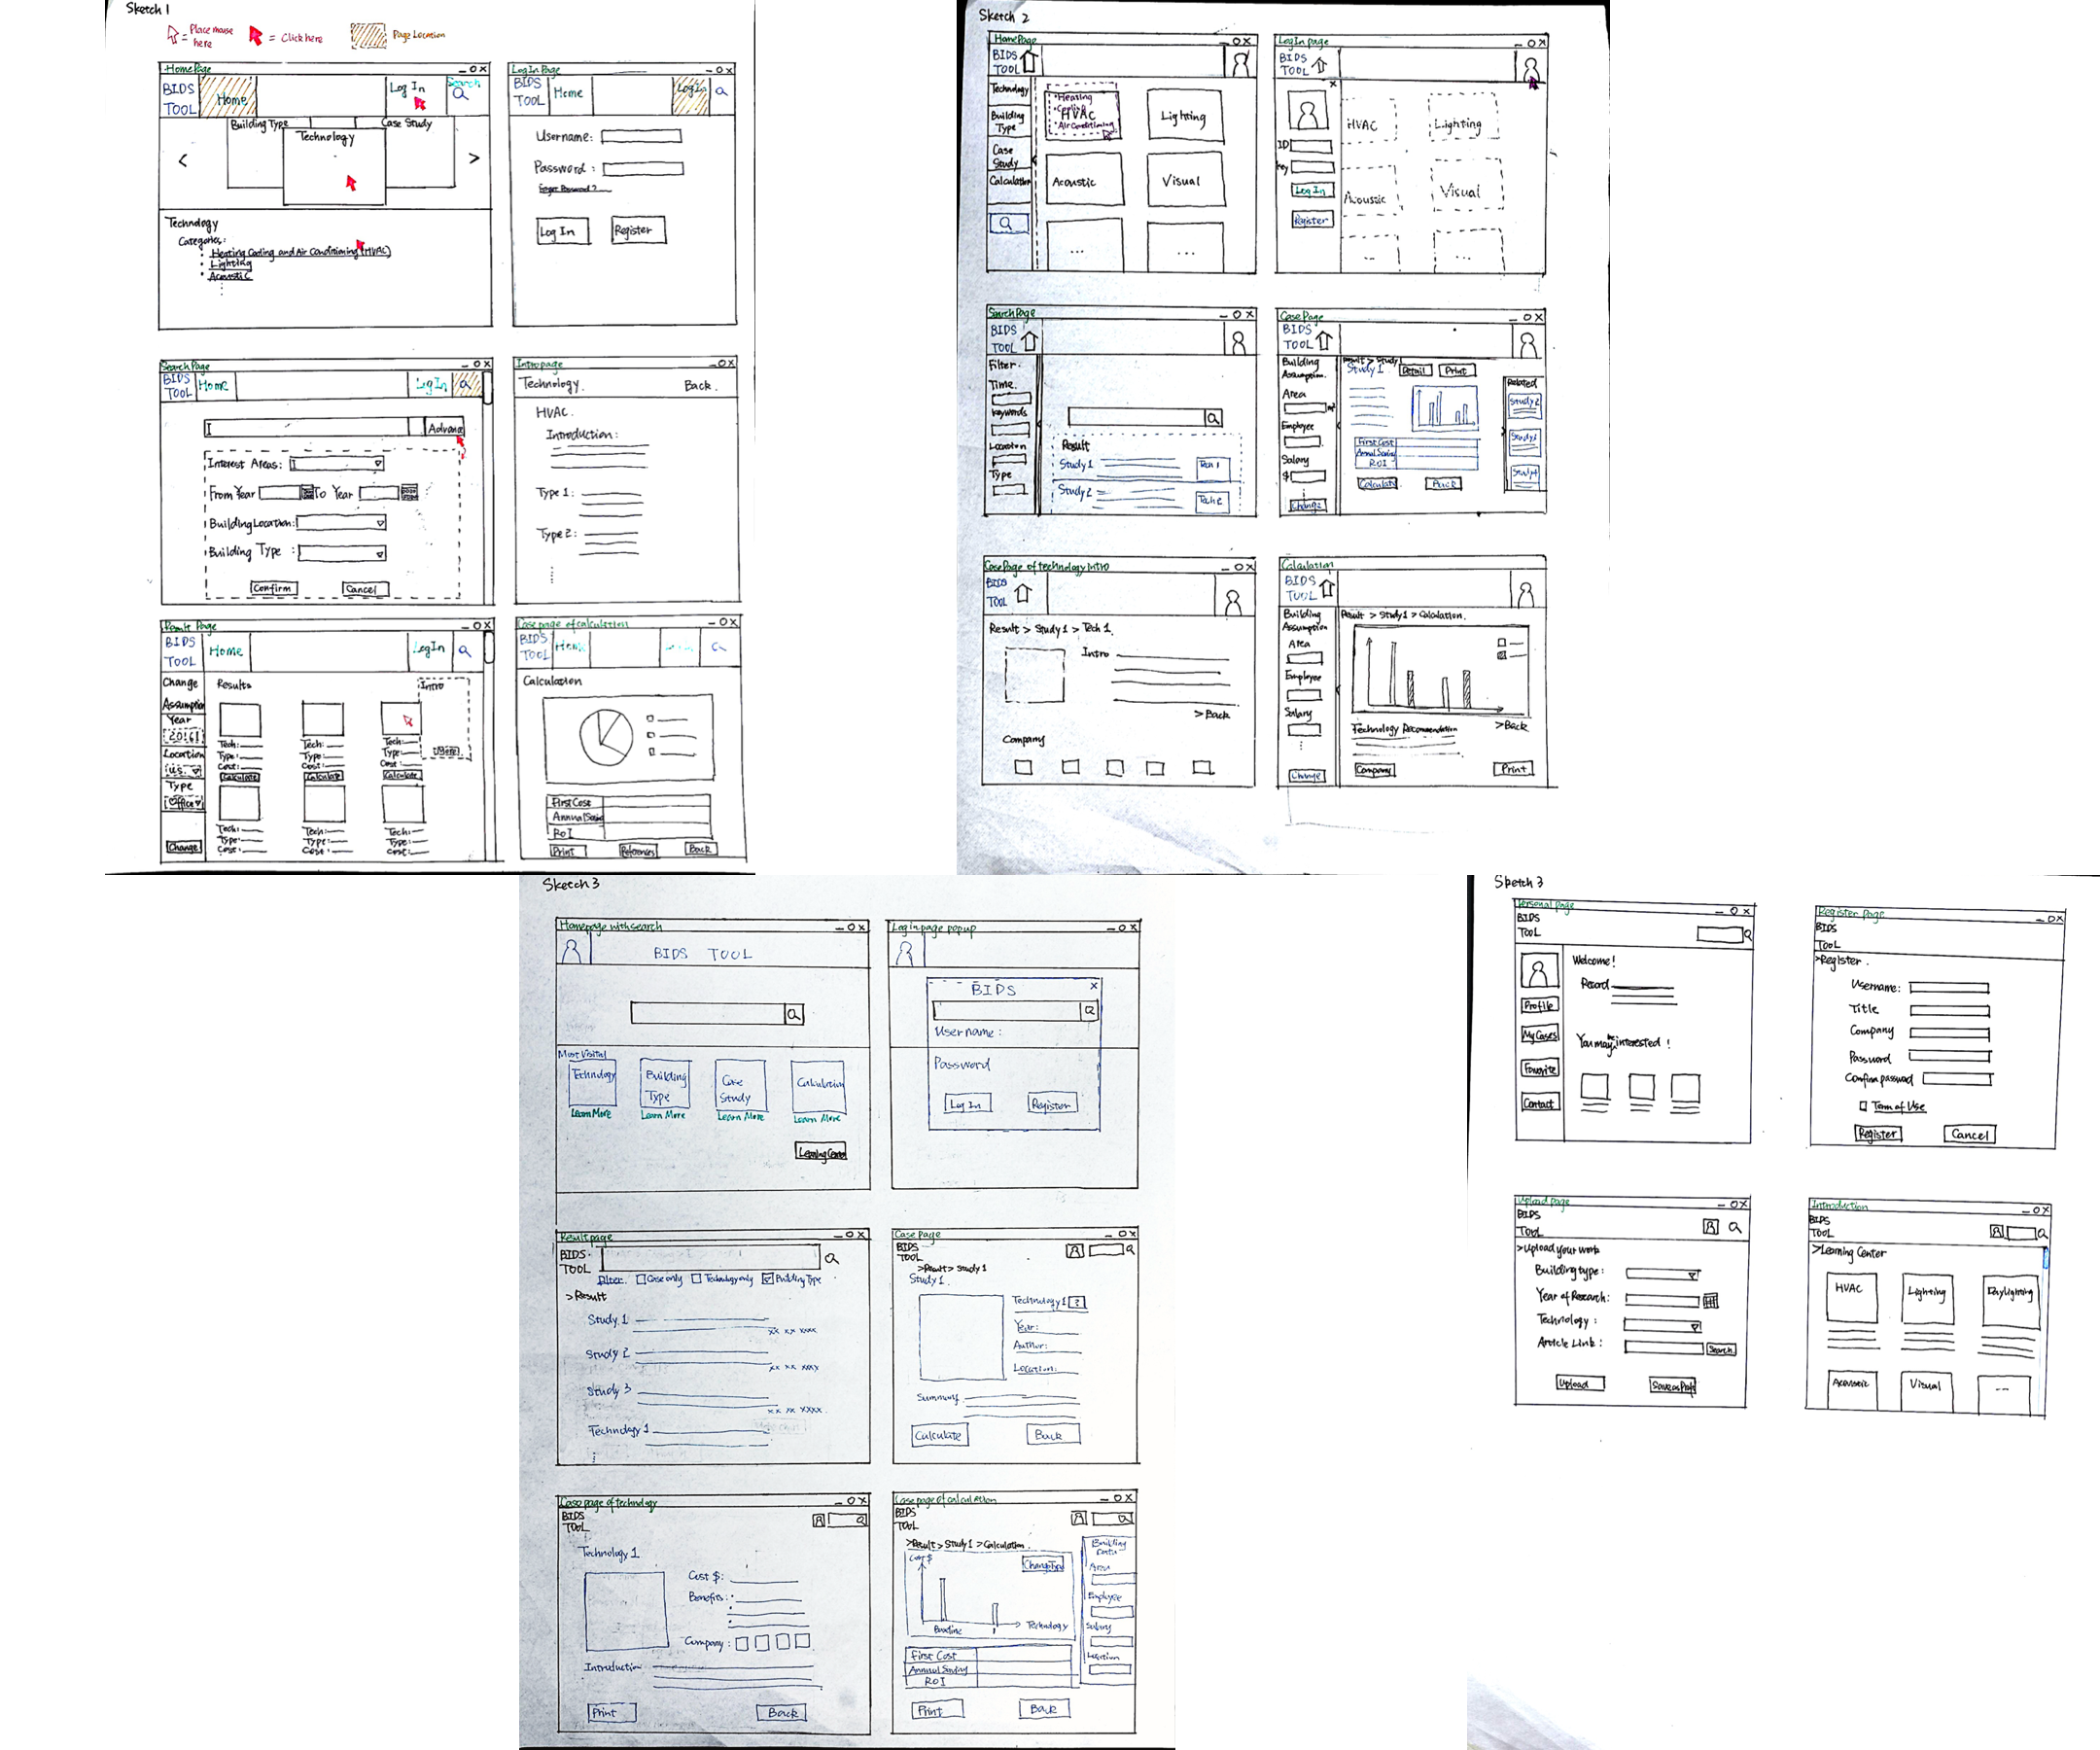 Sketch 1
= Place mouse here
= Click here
Page Location
Home Page
BIDS TOOL
Home
Log In
Search
Building Type
Technology
Case Study
<
>
Technology
Categories:
Heating Cooling and Air Conditioning (HVAC)
Lighting
Acoustic
Log In Page
BIDS TOOL
Home
Log In
Username:
Password:
Forget Password?
Log In
Register
Search Page
BIDS TOOL
Home
Log In
Advance
Interest Areas:
From Year
To Year
Building Location:
Building Type :
Confirm
Cancel
Intro page
Technology.
Back.
HVAC.
Introduction:
Type 1:
Type 2:
Result Page
BIDS TOOL
Home
Log In
Change Assumption
Year
2016
Location
U.S.
Type
Office
Change
Results
Intro
More
Tech: Tech: Tech:
Type: Type: Type:
Cost: Cost: Cost:
Calculate Calculate Calculate
Tech: Tech: Tech:
Type: Type: Type:
Cost: Cost: Cost:
Case page of calculation
BIDS TOOL
Home
Calculation
First Cost
Annual Saving
RoI
Print
References
Back
Sketch 2
HomePage
BIDS TOOL
Technology
Building Type
Case Study
Calculation
Heating
Cooling
HVAC
Air Conditioning
Lighting
Acoustic
Visual
...
...
Log In page
BIDS TOOL
x
ID
Key
Log In
Register
HVAC
Lighting
Acoussic
Visual
...
...
Search Page
BIDS TOOL
Filter:
Time.
Keywords
Location
Type
Result
Study 1
Tech 1
Study 2
Tech 2
Case Page
BIDS TOOL
Building Assumption.
Area
Employee
Salary
$
Change
Result > Study 1
Study 1
Detail
Print
First Cost
Annual Saving
ROI
Calculate
Back
Related
Study 2
Case Page of technology intro
BIDS TOOL
Result > Study 1 > Tech 1.
Intro
> Back
Company
Calculation
BIDS TOOL
Building Assumption
Area
Employee
Salary
Change
Result > Study 1 > Calculation.
Technology Recommendation
> Back
Company
Print
Sketch 3
Homepage with search
BIDS TOOL
Most Visited
Technology
Building Type
Case Study
Calculation
Learn More
Learn More
Learn More
Learn More
Learning Center
Log in page popup
BIDS
x
Username:
Password
Log In
Register
Result page
BIDS TOOL
Filter:
Case only
Technology only
Building Type
> Result
Study 1
xx xx xxxx
Study 2
xx xx xxxx
Study 3
xx xx xxxx
Technology 1
Case Page
BIDS TOOL
> Result > Study 1
Study 1
Technology 1 ?
Year:
Author:
Location:
Summary
Calculate
Back
Case page of technology
BIDS TOOL
Technology 1
Cost $:
Benefits:
Company:
Introduction
Print
Back
Case page of calculation
BIDS TOOL
> Result > Study 1 > Calculation.
Cost $
Change Type
Baseline
Technology
First Cost
Annual Saving
ROI
Print
Back
Building Data
Area
Employee
Salary
Location
Sketch 3
Personal page
BIDS TOOL
Profile
My Cases
Favorite
Contact
Welcome!
Record
You may be interested !
Register Page
BIDS TOOL
>Register.
Username:
Title
Company
Password
Confirm password
Term of Use
Register
Cancel
Upload page
BIDS TOOL
>Upload your work
Building type:
Year of Research:
Technology :
Article Link :
Search
Upload
Introduction
BIDS TOOL
>Learning Center
HVAC
Lighting
Daylighting
Acoustic
Visual
...